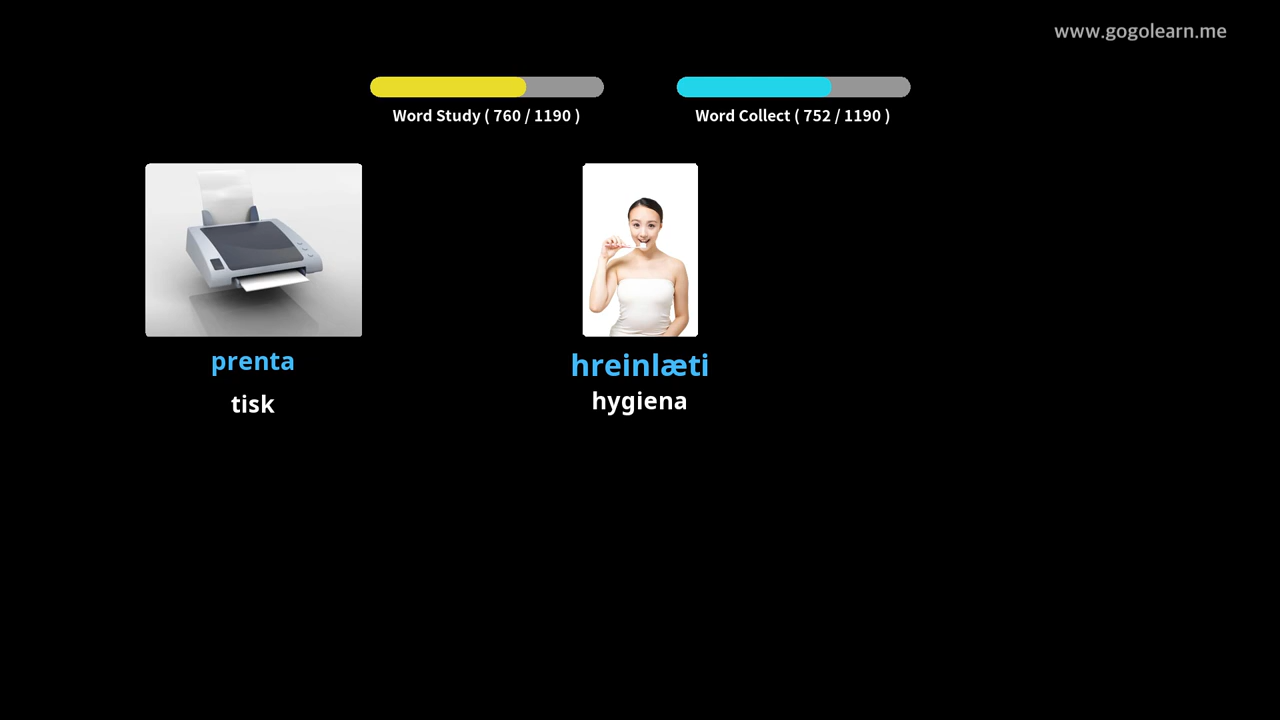 www.gogolearn.me
Word Study ( 760 / 1190 )
Word Collect ( 752 / 1190 )
prenta
tisk
hreinlæti
hygiena